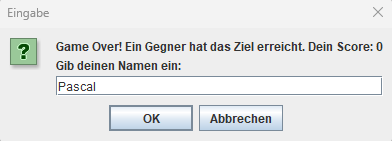 Eingabe
Game Over! Ein Gegner hat das Ziel erreicht. Dein Score: 0
Gib deinen Namen ein:
Pascal
OK Abbrechen